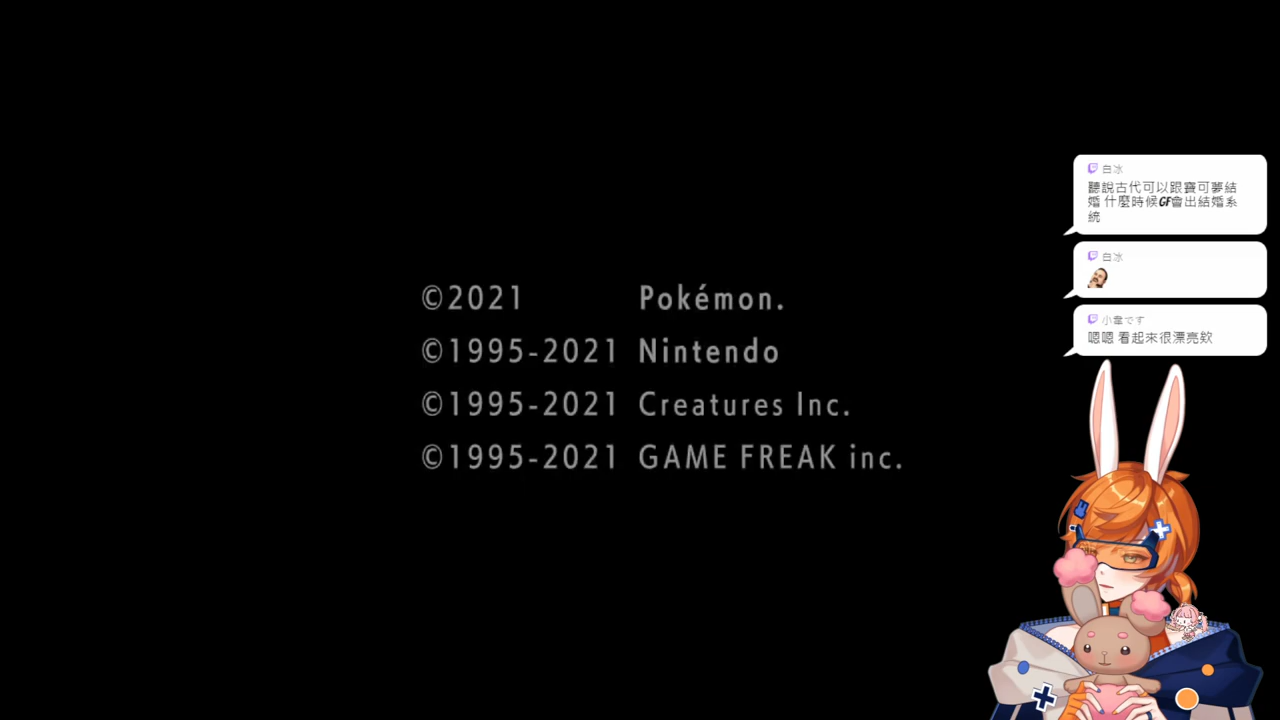 ©2021 Pokémon.
©1995-2021 Nintendo
©1995-2021 Creatures Inc.
©1995-2021 GAME FREAK inc.
白冰
聽說古代可以跟寶可夢結
婚 什麼時候GF會出結婚系
統
白冰
小韋です
嗯嗯 看起來很漂亮欸